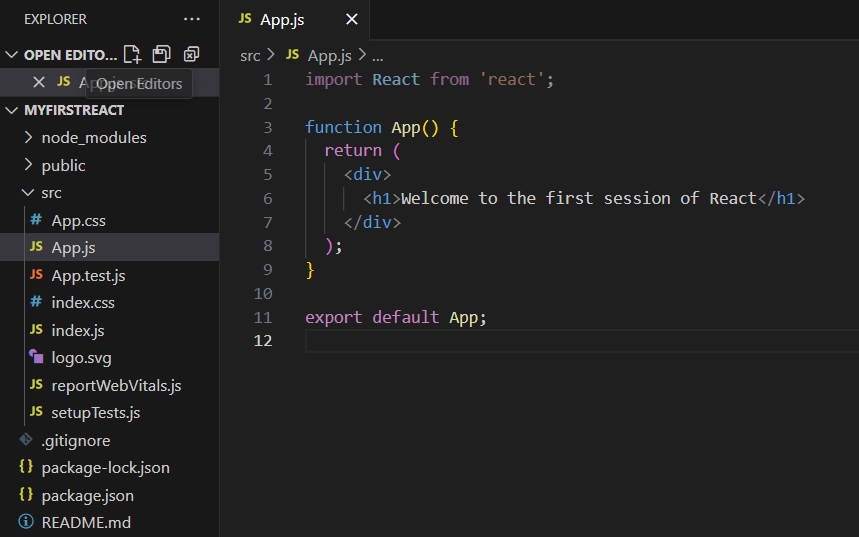 EXPLORER
OPEN EDITO...
Open Editors
MYFIRSTREACT
node_modules
public
src
# App.css
JS App.js
JS App.test.js
# index.css
JS index.js
logo.svg
JS reportWebVitals.js
JS setupTests.js
.gitignore
{} package-lock.json
{} package.json
README.md
JS App.js
src > JS App.js > ...
1 import React from 'react';
2
3 function App() {
4 return (
5 <div>
6 <h1>Welcome to the first session of React</h1>
7 </div>
8 );
9 }
10
11 export default App;
12